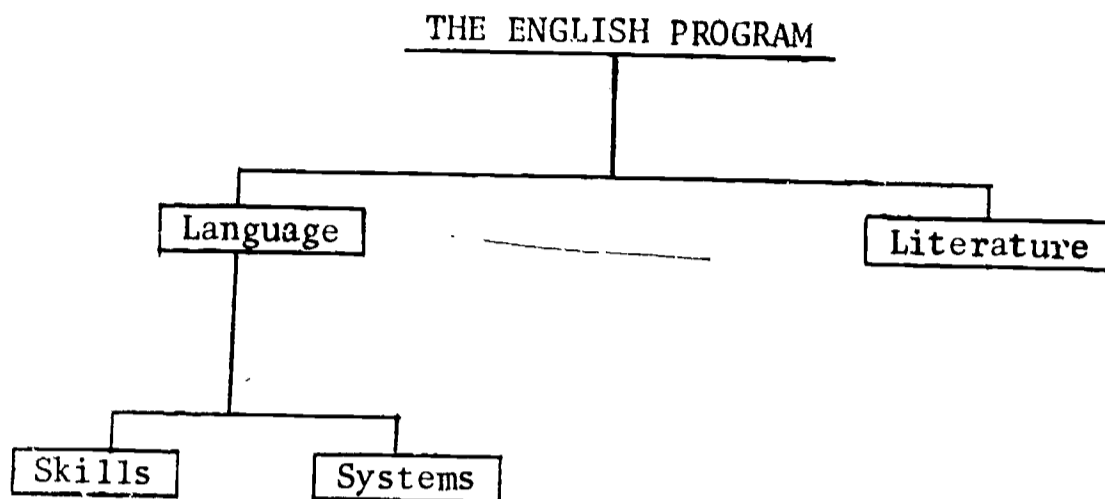 THE ENGLISH PROGRAM
Language
Literature
Skills
Systems